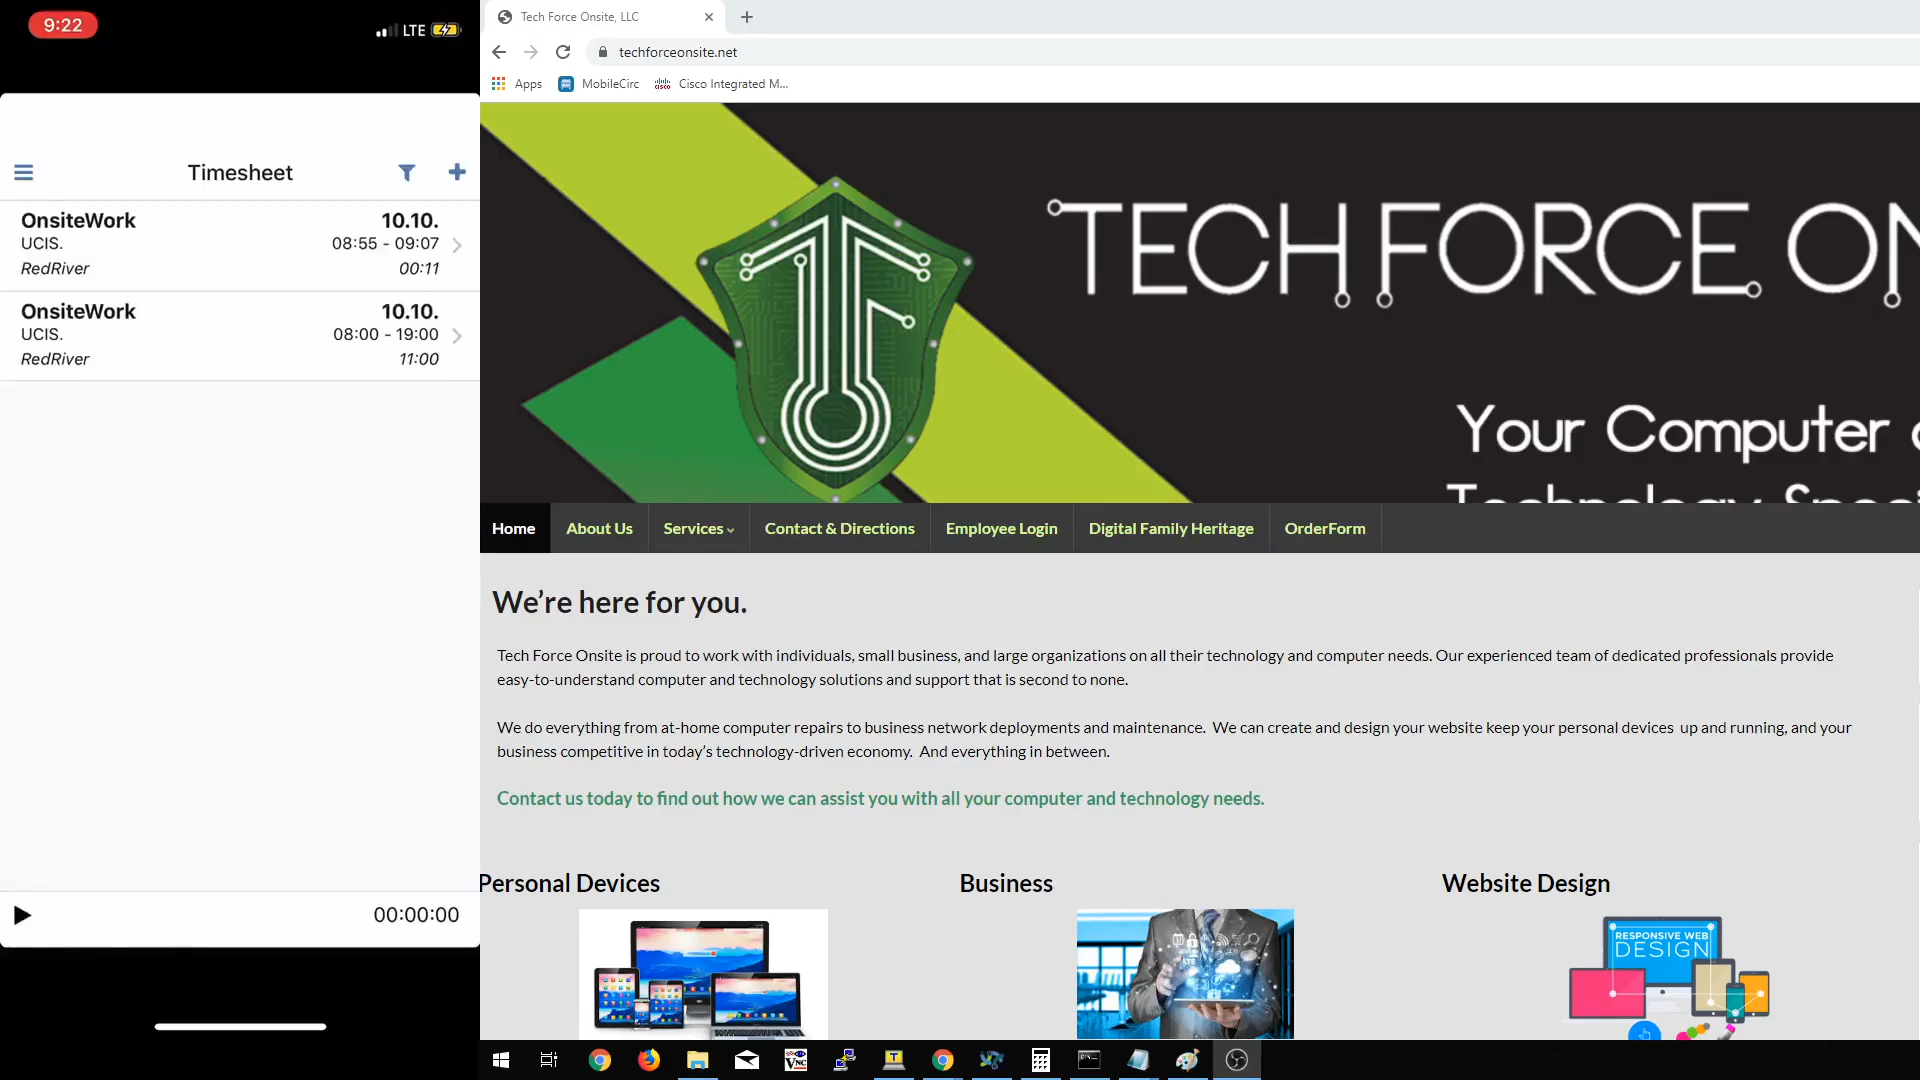 9:22
LTE
Timesheet
OnsiteWork 10.10.
UCIS. 08:55 - 09:07
RedRiver 00:11
OnsiteWork 10.10.
UCIS. 08:00 - 19:00
RedRiver 11:00
00:00:00
Tech Force Onsite, LLC
techforceonsite.net
Apps MobileCirc Cisco Integrated M...
TECH FORCE ON
Your Computer
Technology Speci
Home About Us Services Contact & Directions Employee Login Digital Family Heritage OrderForm
We’re here for you.
Tech Force Onsite is proud to work with individuals, small business, and large organizations on all their technology and computer needs. Our experienced team of dedicated professionals provide
easy-to-understand computer and technology solutions and support that is second to none.
We do everything from at-home computer repairs to business network deployments and maintenance. We can create and design your website keep your personal devices up and running, and your
business competitive in today’s technology-driven economy. And everything in between.
Contact us today to find out how we can assist you with all your computer and technology needs.
Personal Devices Business Website Design
RESPONSIVE WEB
DESIGN